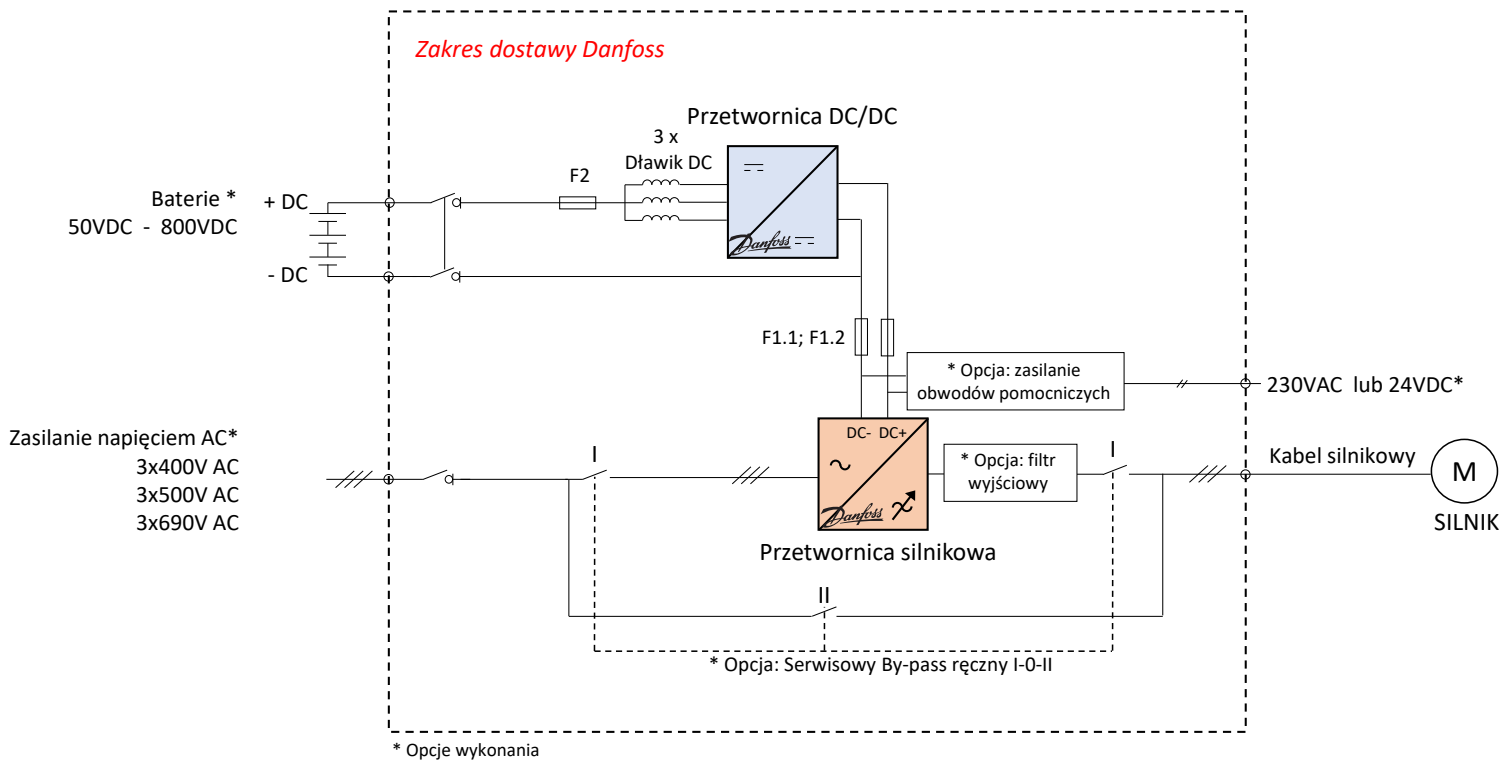 Zakres dostawy Danfoss
Przetwornica DC/DC
3 x
Dławik DC
F2
Baterie *
50VDC - 800VDC
+ DC
- DC
Danfoss
F1.1; F1.2
* Opcja: zasilanie
obwodów pomocniczych
230VAC lub 24VDC*
Zasilanie napięciem AC*
3x400V AC
3x500V AC
3x690V AC
I
DC- DC+
Danfoss
* Opcja: filtr
wyjściowy
I
Kabel silnikowy
M
SILNIK
Przetwornica silnikowa
II
* Opcja: Serwisowy By-pass ręczny I-0-II
* Opcje wykonania